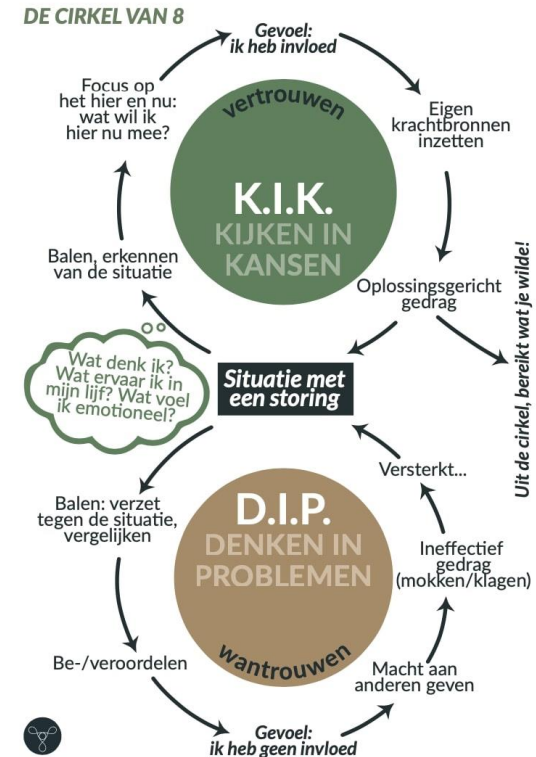 DE CIRKEL VAN 8
Gevoel:
ik heb invloed
Focus op
het hier en nu:
wat wil ik
hier nu mee?
vertrouwen
Eigen
krachtbronnen
inzetten
K.I.K.
KIJKEN IN
KANSEN
Balen, erkennen
van de situatie
Oplossingsgericht
gedrag
Uit de cirkel, bereikt wat je wilde!
Wat denk ik?
Wat ervaar ik in
mijn lijf? Wat voel
ik emotioneel?
Situatie met
een storing
Versterkt...
Balen: verzet
tegen de situatie,
vergelijken
D.I.P.
DENKEN IN
PROBLEMEN
Ineffectief
gedrag
(mokken/klagen)
wantrouwen
Be-/veroordelen
Macht aan
anderen geven
Gevoel:
ik heb geen invloed